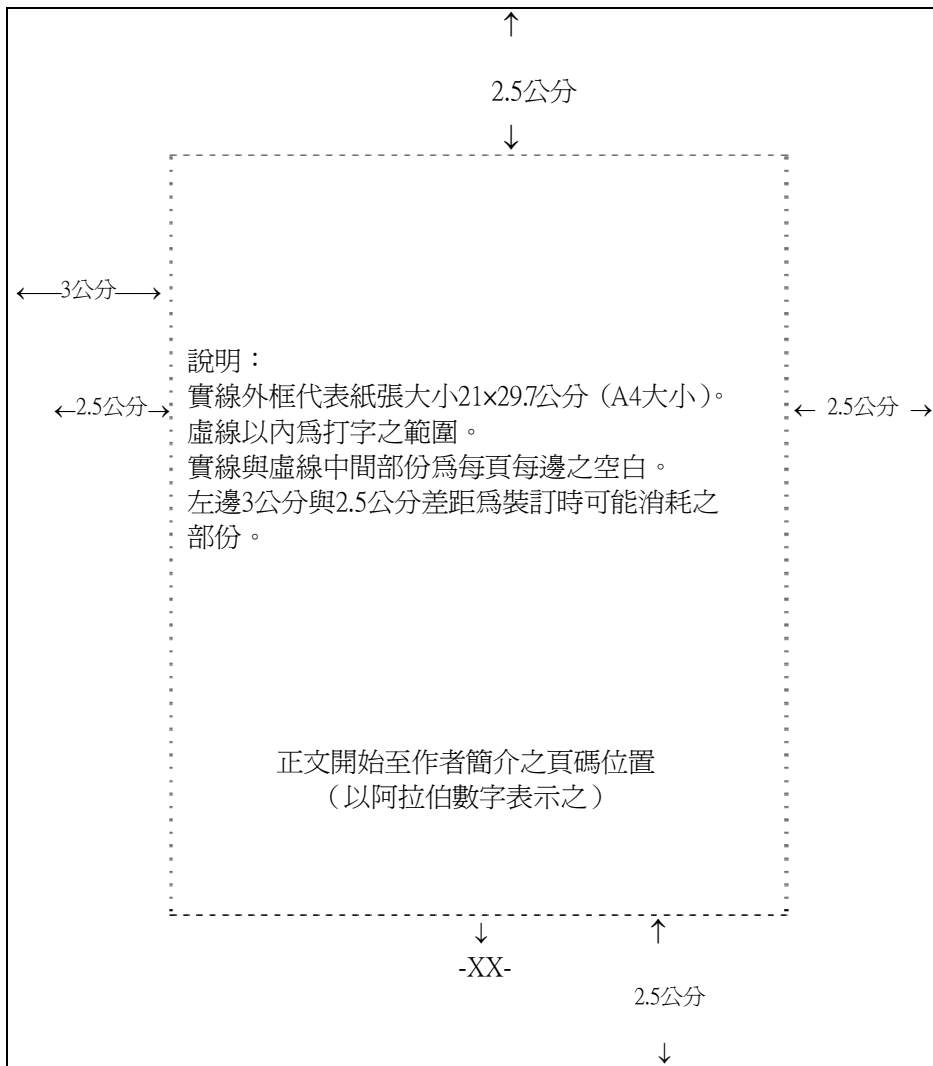 ↑
2.5公分
↓
←—3公分—→
說明：
實線外框代表紙張大小21×29.7公分（A4大小）。
←2.5公分→
← 2.5公分 →
虛線以內為打字之範圍。
實線與虛線中間部份為每頁每邊之空白。
左邊3公分與2.5公分差距為裝訂時可能消耗之
部份。
正文開始至作者簡介之頁碼位置
（以阿拉伯數字表示之）
↓
-XX-
↑
2.5公分
↓